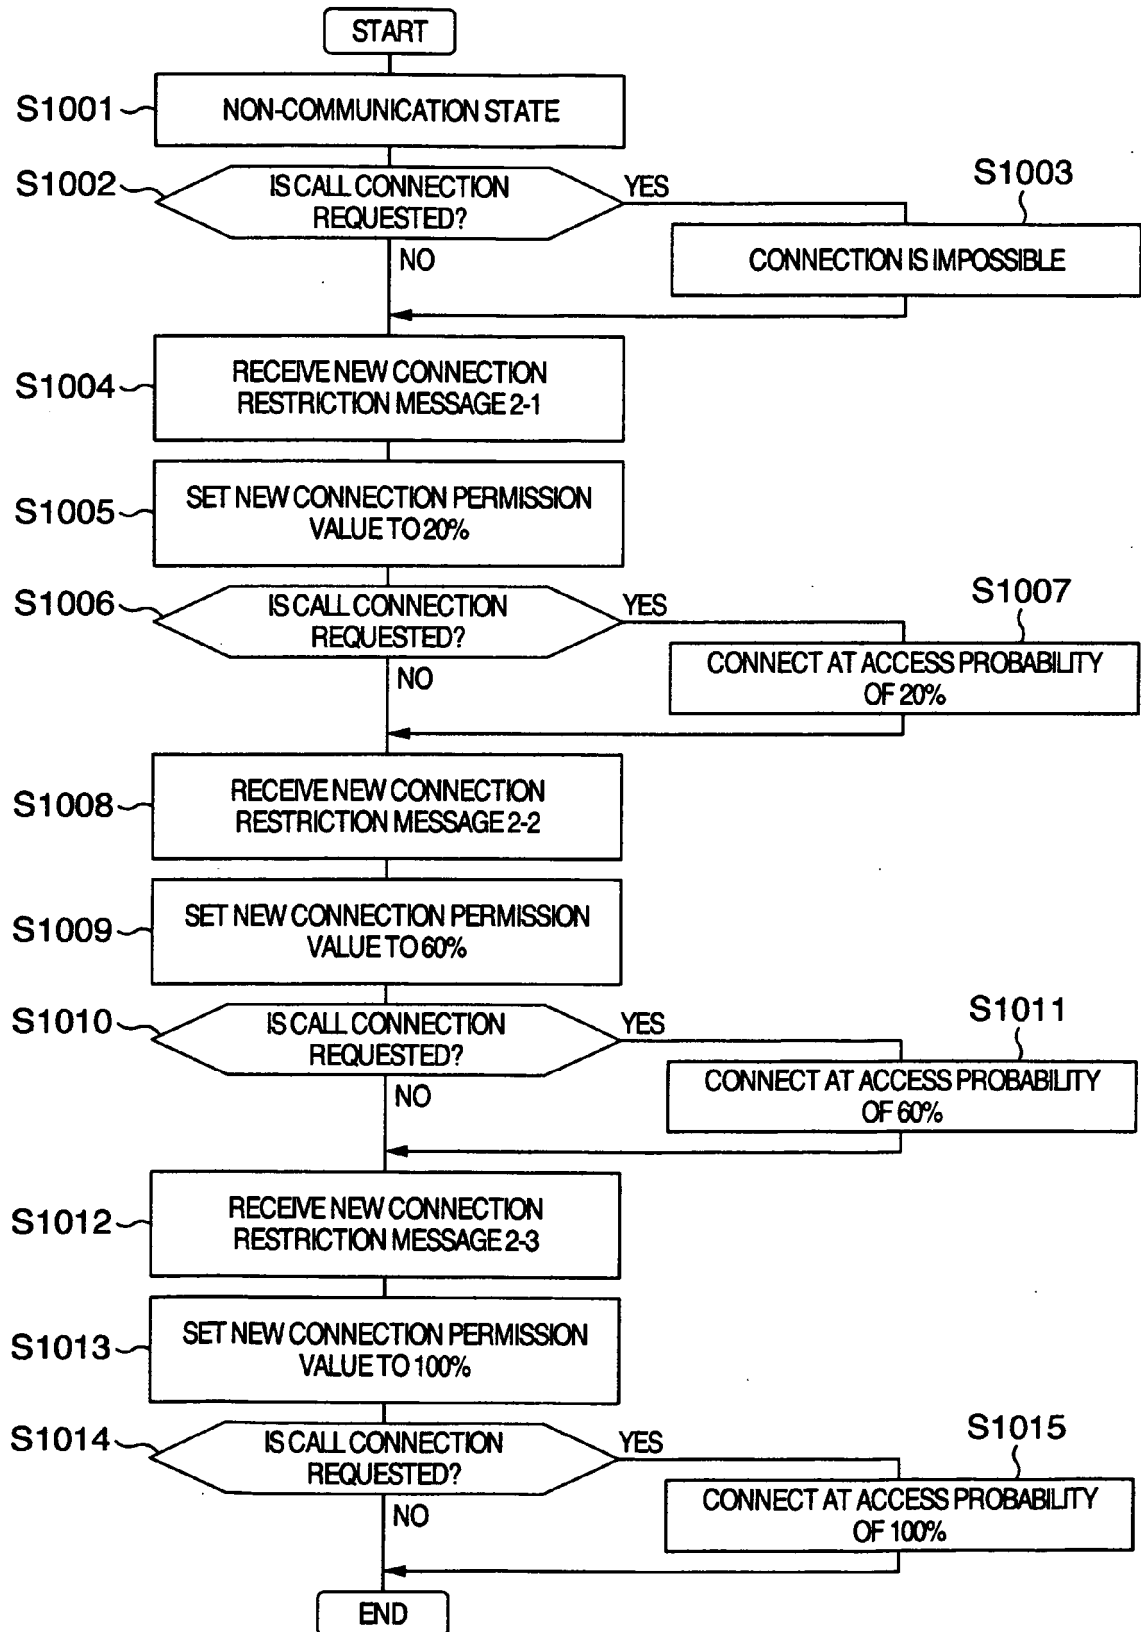 START
S1001
NON-COMMUNICATION STATE
S1002
IS CALL CONNECTION
REQUESTED?
YES
NO
S1003
CONNECTION IS IMPOSSIBLE
S1004
RECEIVE NEW CONNECTION
RESTRICTION MESSAGE 2-1
S1005
SET NEW CONNECTION PERMISSION
VALUE TO 20%
S1006
IS CALL CONNECTION
REQUESTED?
YES
NO
S1007
CONNECT AT ACCESS PROBABILITY
OF 20%
S1008
RECEIVE NEW CONNECTION
RESTRICTION MESSAGE 2-2
S1009
SET NEW CONNECTION PERMISSION
VALUE TO 60%
S1010
IS CALL CONNECTION
REQUESTED?
YES
NO
S1011
CONNECT AT ACCESS PROBABILITY
OF 60%
S1012
RECEIVE NEW CONNECTION
RESTRICTION MESSAGE 2-3
S1013
SET NEW CONNECTION PERMISSION
VALUE TO 100%
S1014
IS CALL CONNECTION
REQUESTED?
YES
NO
S1015
CONNECT AT ACCESS PROBABILITY
OF 100%
END